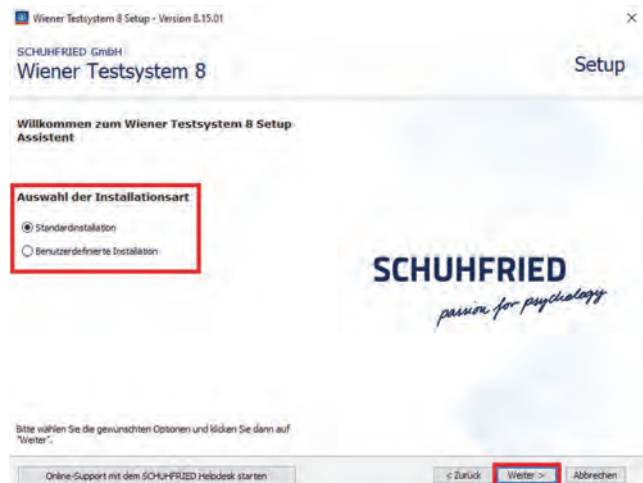 Wiener Testsystem 8 Setup - Version 8.15.01
SCHUHFRIED GmbH
Wiener Testsystem 8
Setup
Willkommen zum Wiener Testsystem 8 Setup
Assistent
Auswahl der Installationsart
Standardinstallation
Benutzerdefinierte Installation
SCHUHFRIED
passion for psychology
Bitte wählen Sie die gewünschten Optionen und klicken Sie dann auf
"Weiter".
Online-Support mit dem SCHUHFRIED Helpdesk starten
< Zurück
Weiter >
Abbrechen